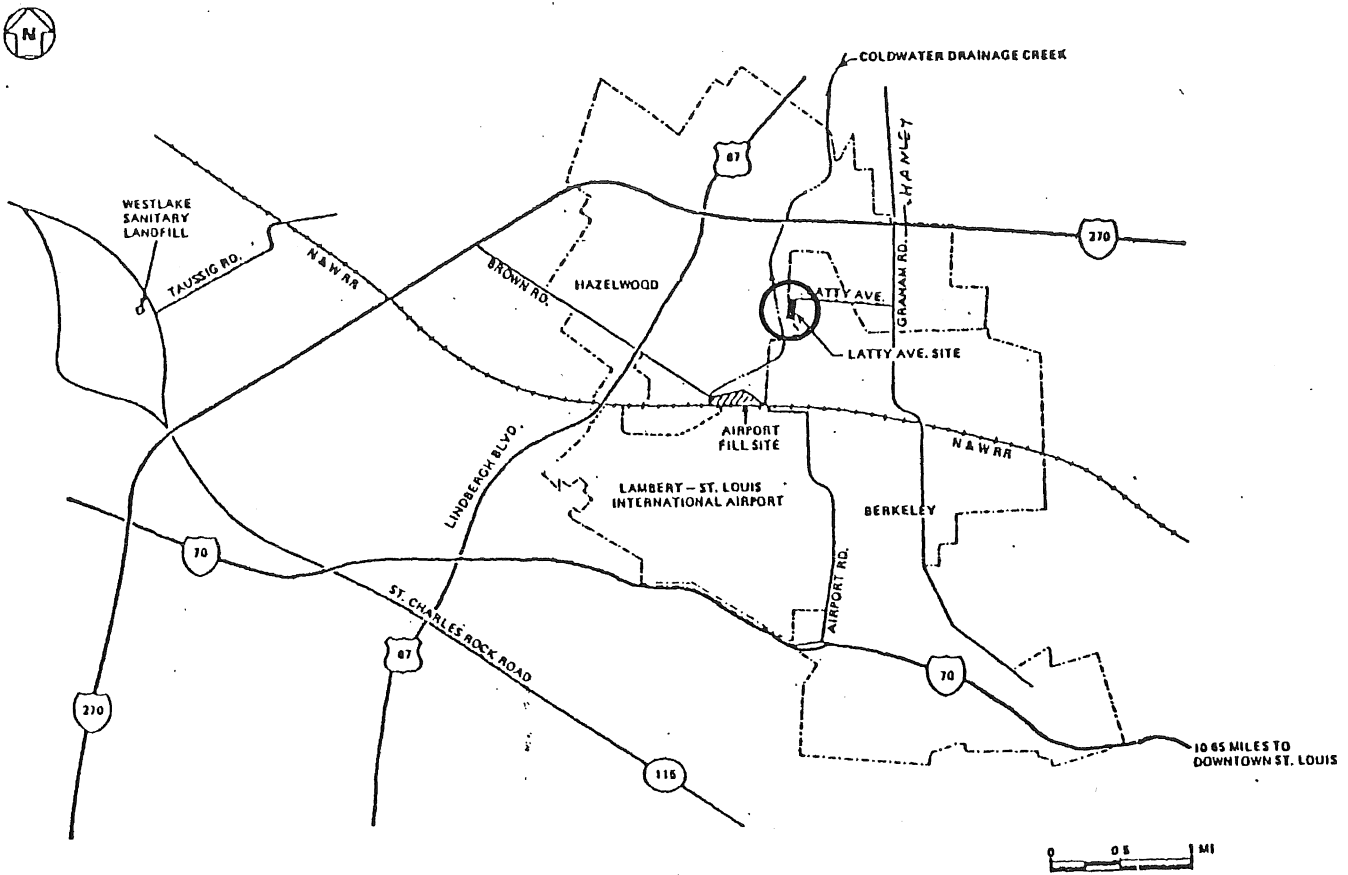 N
COLDWATER DRAINAGE CREEK
67
HANLEY
WESTLAKE
SANITARY
LANDFILL
TAUSSIG RD.
N & W RR
BROWN RD.
HAZELWOOD
270
GRAHAM RD.
LATTY AVE.
LATTY AVE. SITE
AIRPORT
FILL SITE
N & W RR
LINDBERGH BLVD.
LAMBERT – ST. LOUIS
INTERNATIONAL AIRPORT
BERKELEY
70
AIRPORT RD.
ST. CHARLES ROCK ROAD
67
70
270
115
10 65 MILES TO
DOWNTOWN ST. LOUIS
0 0 5 1 MI